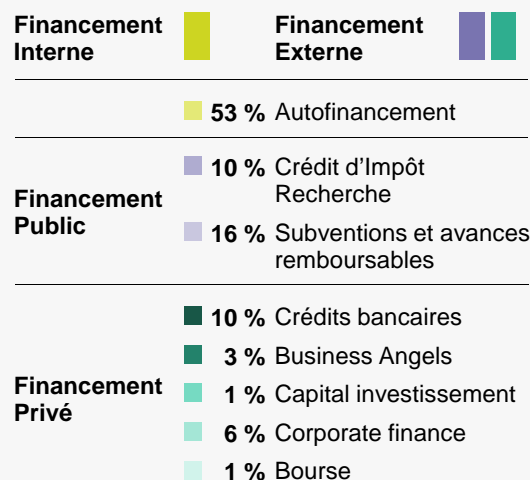 Financement Interne
Financement Externe
53 % Autofinancement
Financement Public
10 % Crédit d'Impôt
Recherche
16 % Subventions et avances
remboursables
Financement Privé
10 % Crédits bancaires
3 % Business Angels
1 % Capital investissement
6 % Corporate finance
1 % Bourse